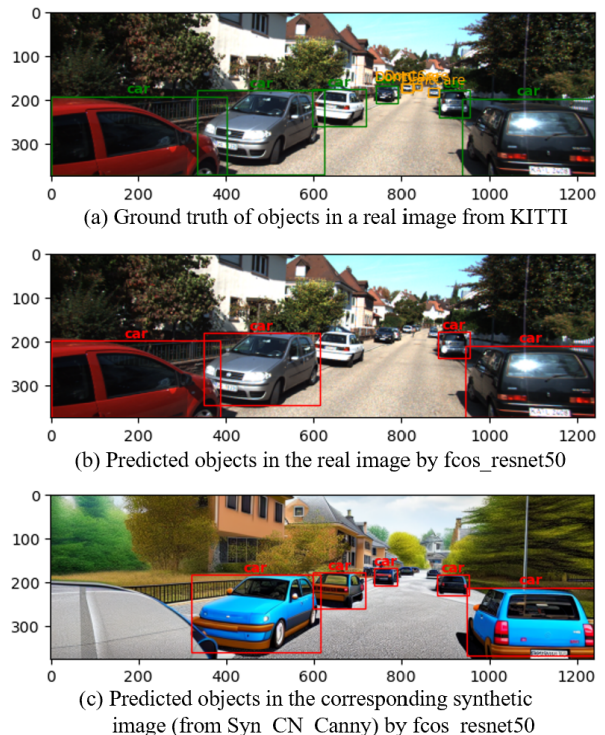 0
100
200
300
car
car
car
car
car
0 200 400 600 800 1000 1200
(a) Ground truth of objects in a real image from KITTI
0
100
200
300
car
car
car
car
0 200 400 600 800 1000 1200
(b) Predicted objects in the real image by fcos_resnet50
0
100
200
300
car
car
car
car
car
0 200 400 600 800 1000 1200
(c) Predicted objects in the corresponding synthetic
image (from Syn_CN_Canny) by fcos_resnet50